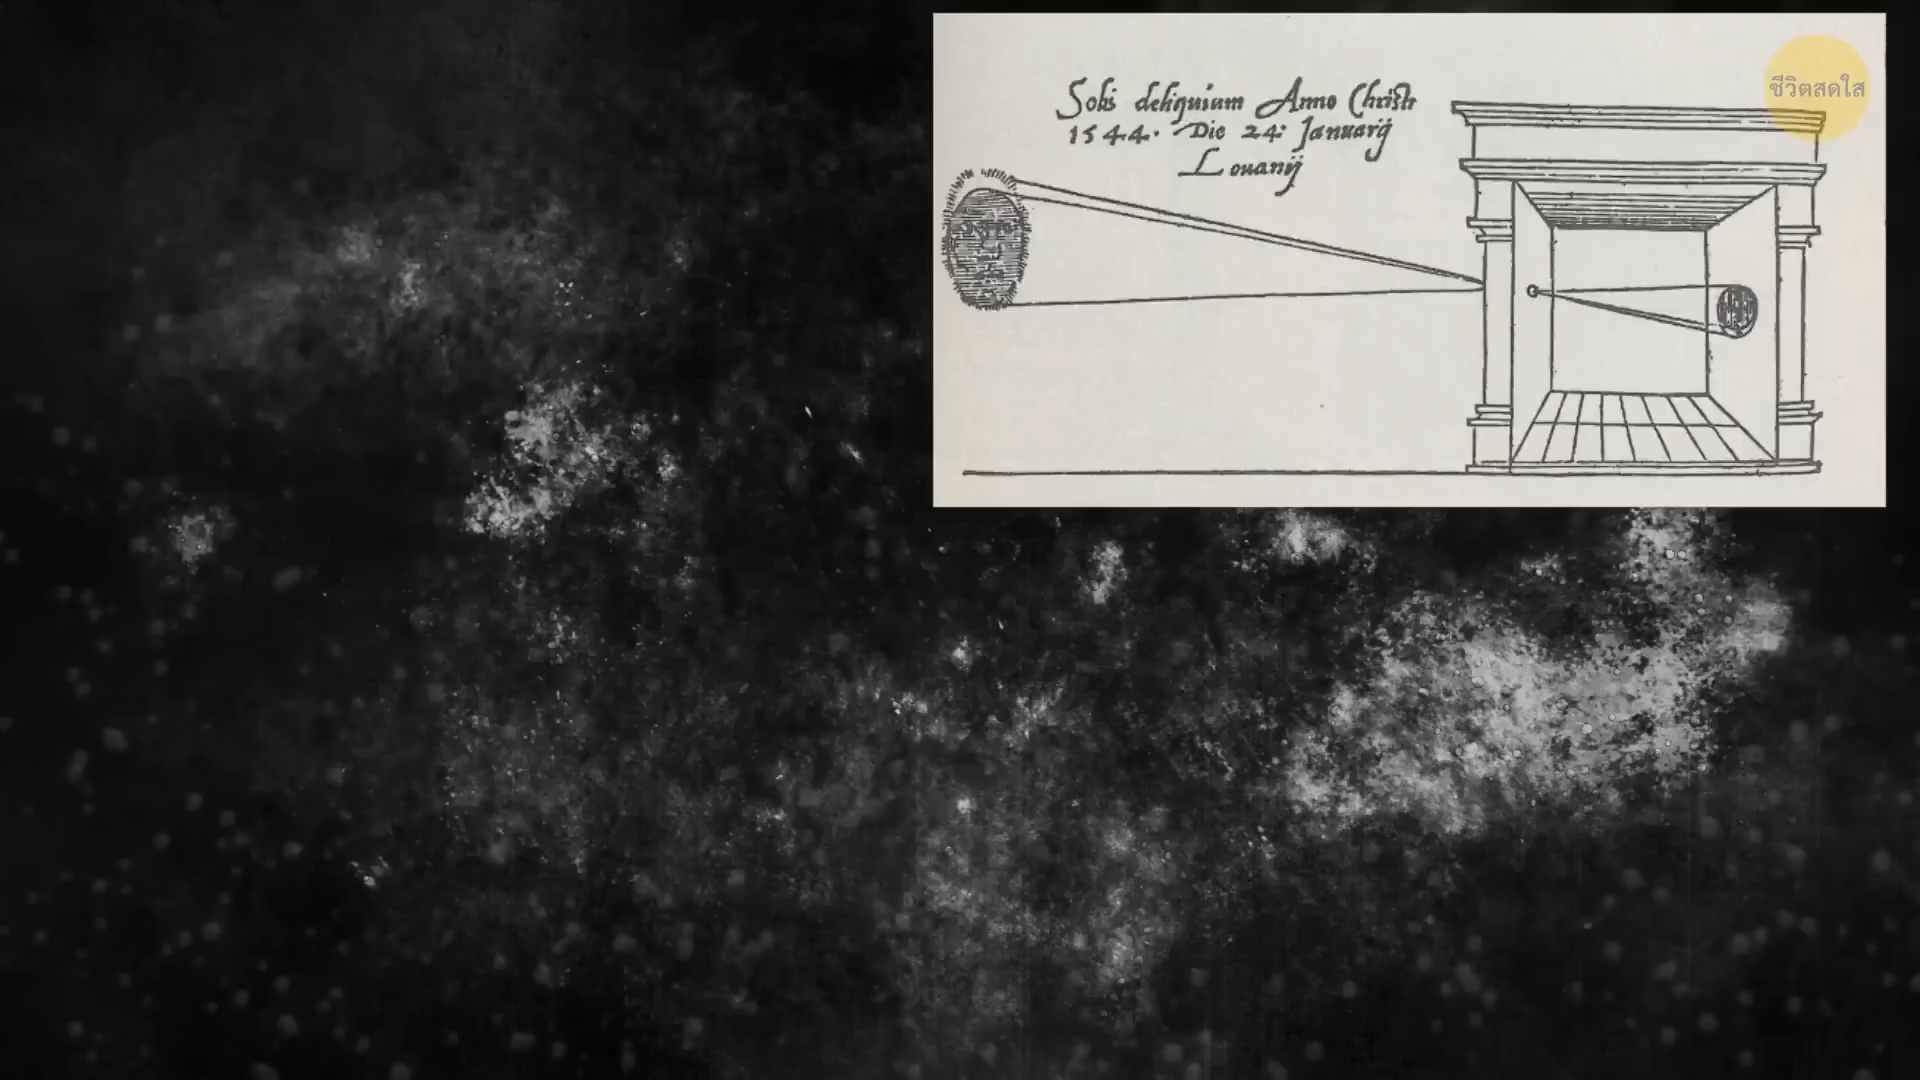 Solis deliquium Anno Christi
1544. Die 24: Januarij
Louanij
ชีวิตสดใส